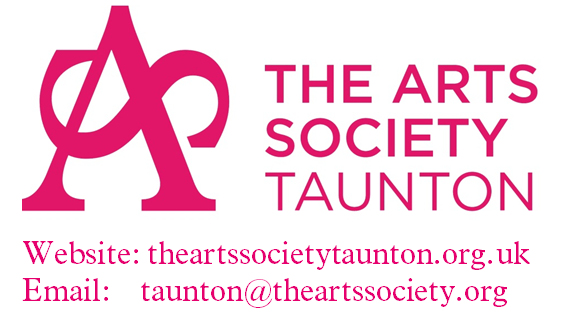 THE ARTS
SOCIETY
TAUNTON
Website: theartssocietytaunton.org.uk
Email: taunton@theartssociety.org